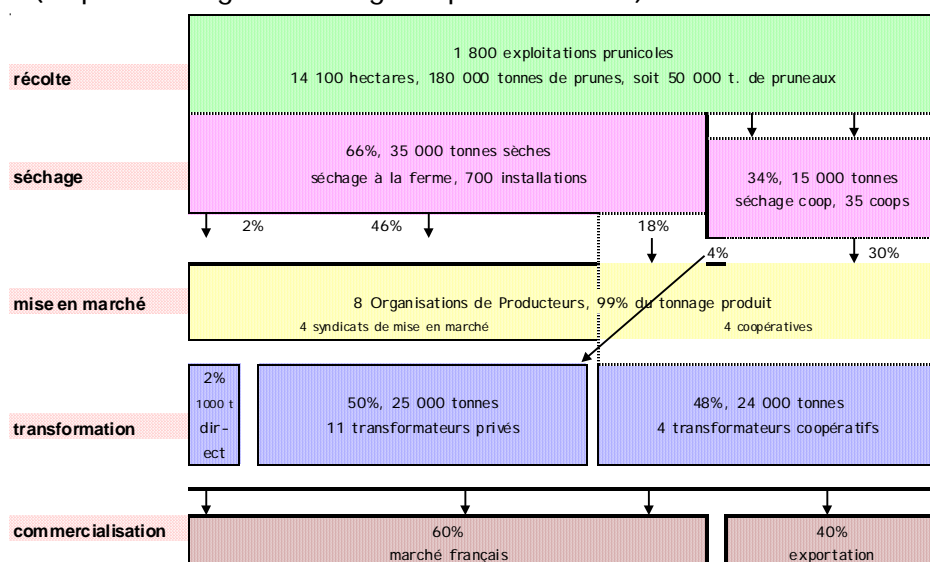 récolte
1 800 exploitations prunicoles
14 100 hectares, 180 000 tonnes de prunes, soit 50 000 t. de pruneaux
séchage
66%, 35 000 tonnes sèches
séchage à la ferme, 700 installations
34%, 15 000 tonnes
séchage coop, 35 coops
2%
46%
18%
4%
30%
mise en marché
8 Organisations de Producteurs, 99% du tonnage produit
4 syndicats de mise en marché
4 coopératives
transformation
2%
1000 t
dir-
ect
50%, 25 000 tonnes
11 transformateurs privés
48%, 24 000 tonnes
4 transformateurs coopératifs
commercialisation
60%
marché français
40%
exportation